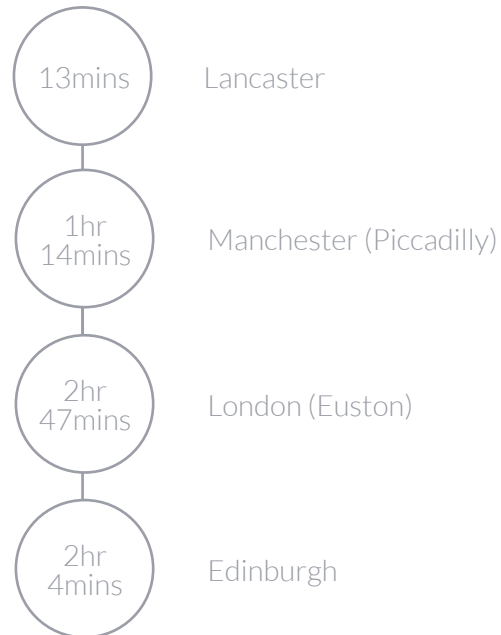 13mins
Lancaster
1hr
14mins
Manchester (Piccadilly)
2hr
47mins
London (Euston)
2hr
4mins
Edinburgh